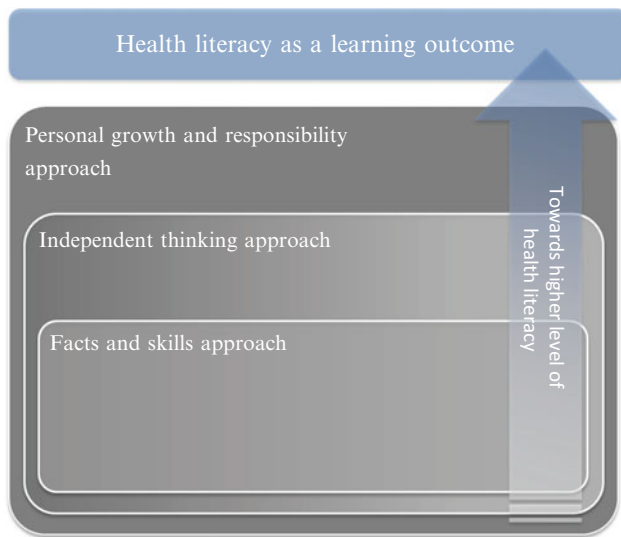 Health literacy as a learning outcome
Personal growth and responsibility
approach
Independent thinking approach
Facts and skills approach
Towards higher level of
health literacy